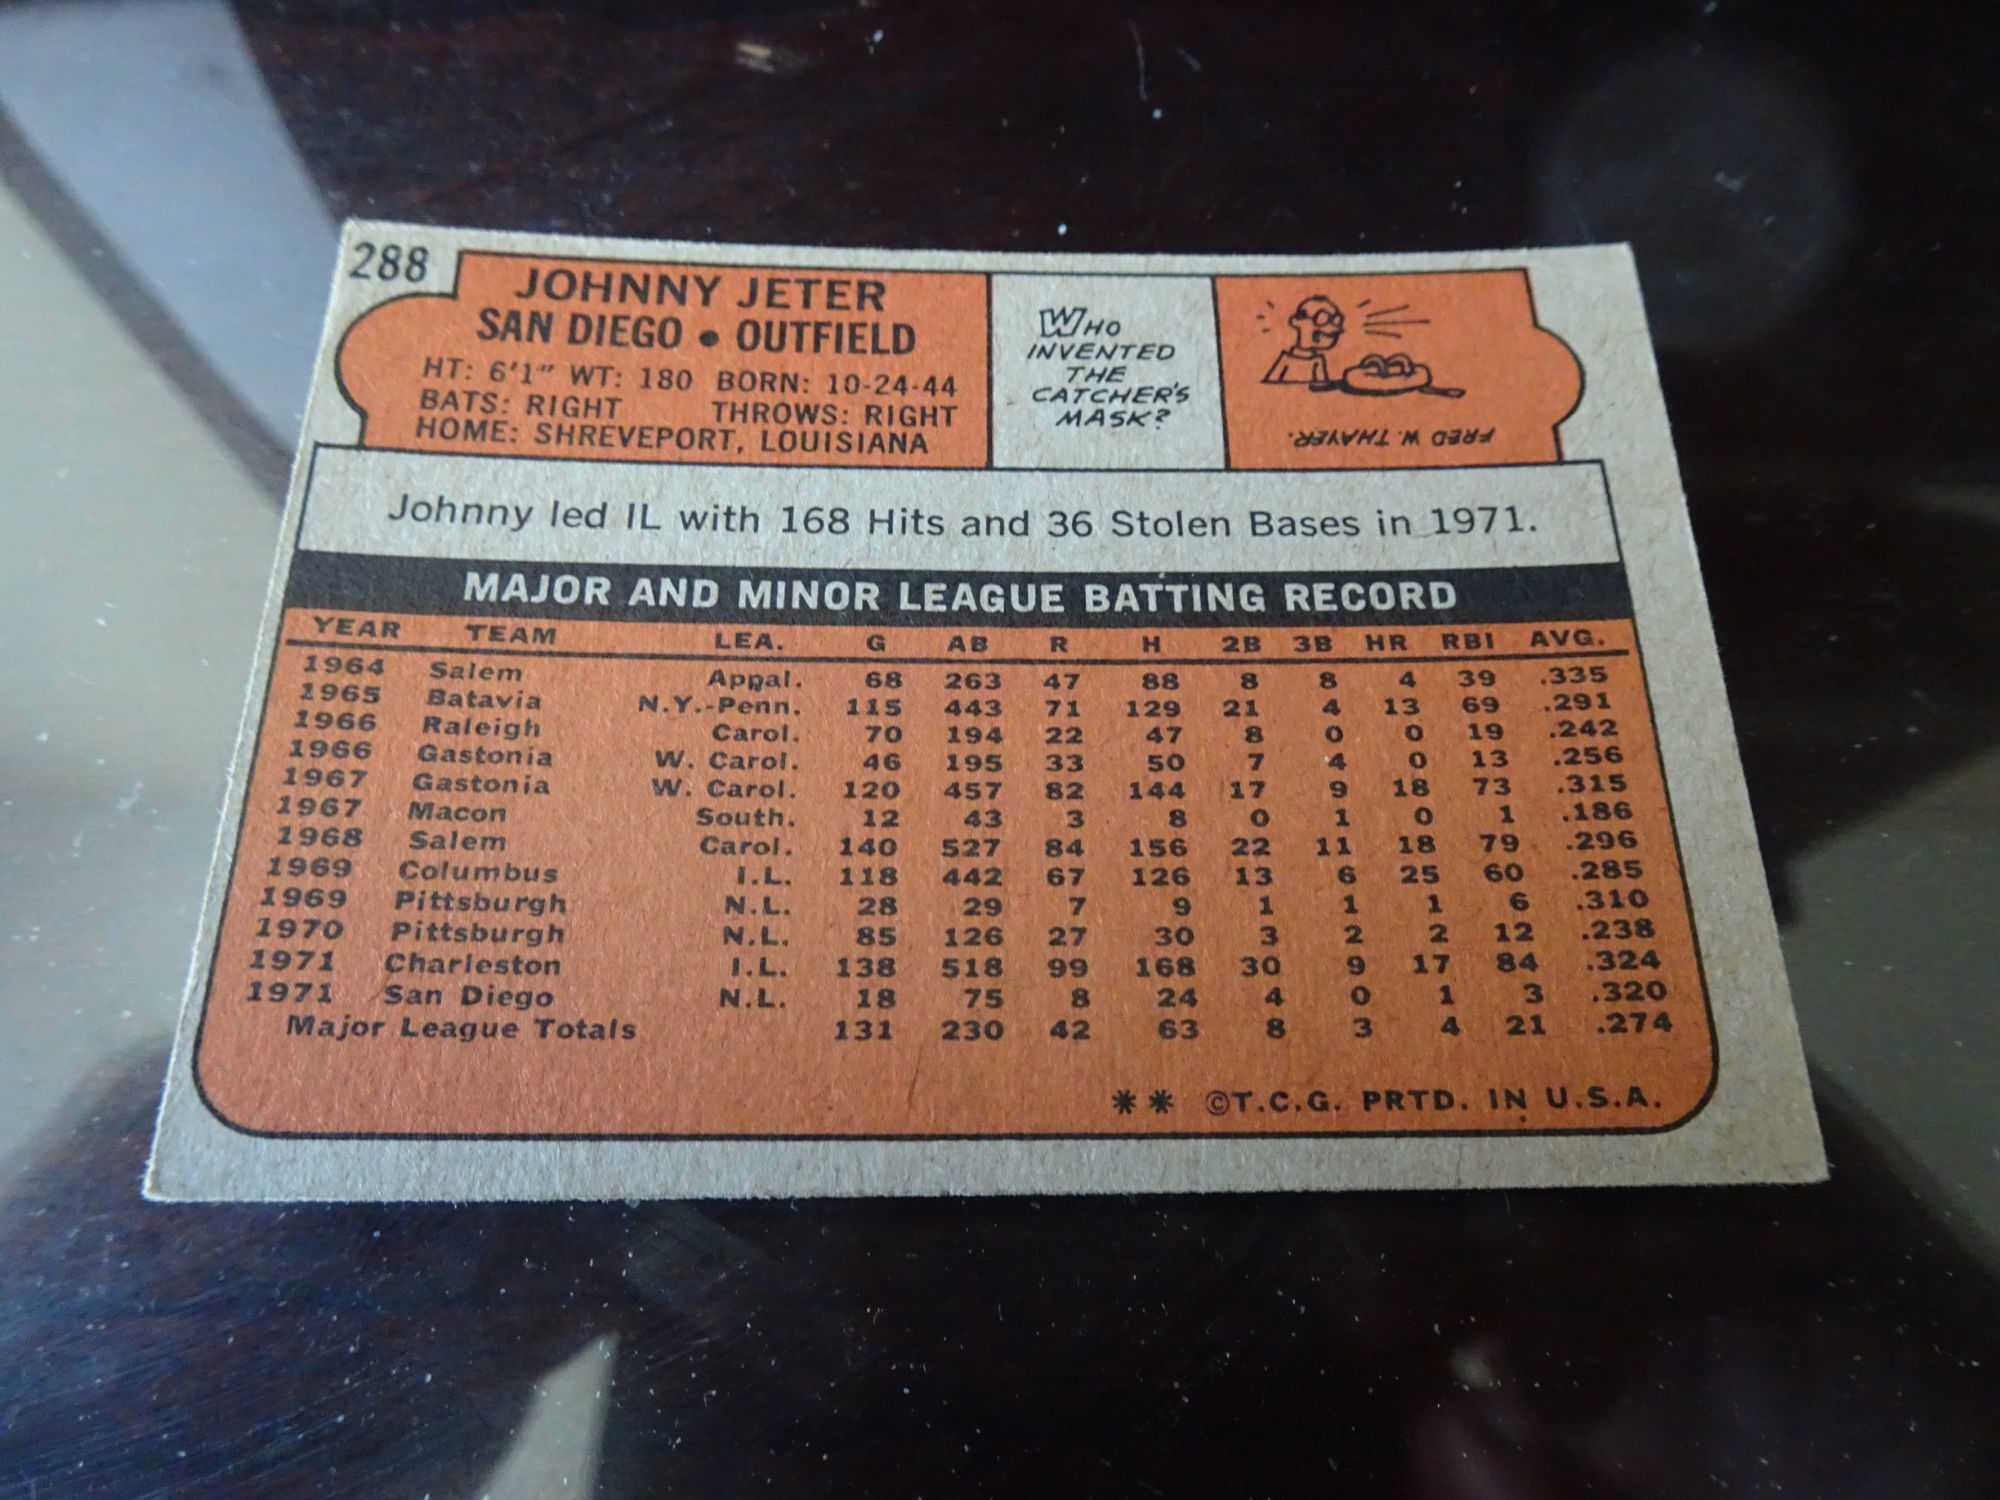 288
JOHNNY JETER
SAN DIEGO • OUTFIELD
HT: 6'1" WT: 180 BORN: 10-24-44
BATS: RIGHT THROWS: RIGHT
HOME: SHREVEPORT, LOUISIANA
WHO
INVENTED
THE
CATCHER'S
MASK?
FRED W. THAYER.
Johnny led IL with 168 Hits and 36 Stolen Bases in 1971.
MAJOR AND MINOR LEAGUE BATTING RECORD
YEAR TEAM LEA. G AB R H 2B 3B HR RBI AVG.
1964 Salem Appal. 68 263 47 88 8 8 4 39 .335
1965 Batavia N.Y.-Penn. 115 443 71 129 21 4 13 69 .291
1966 Raleigh Carol. 70 194 22 47 8 0 0 19 .242
1966 Gastonia W. Carol. 46 195 33 50 7 4 0 13 .256
1967 Gastonia W. Carol. 120 457 82 144 17 9 18 73 .315
1967 Macon South. 12 43 3 8 0 1 0 1 .186
1968 Salem Carol. 140 527 84 156 22 11 18 79 .296
1969 Columbus I.L. 118 442 67 126 13 6 25 60 .285
1969 Pittsburgh N.L. 28 29 7 9 1 1 1 6 .310
1970 Pittsburgh N.L. 85 126 27 30 3 2 2 12 .238
1971 Charleston I.L. 138 518 99 168 30 9 17 84 .324
1971 San Diego N.L. 18 75 8 24 4 0 1 3 .320
Major League Totals 131 230 42 63 8 3 4 21 .274
** ©T.C.G. PRTD. IN U.S.A.